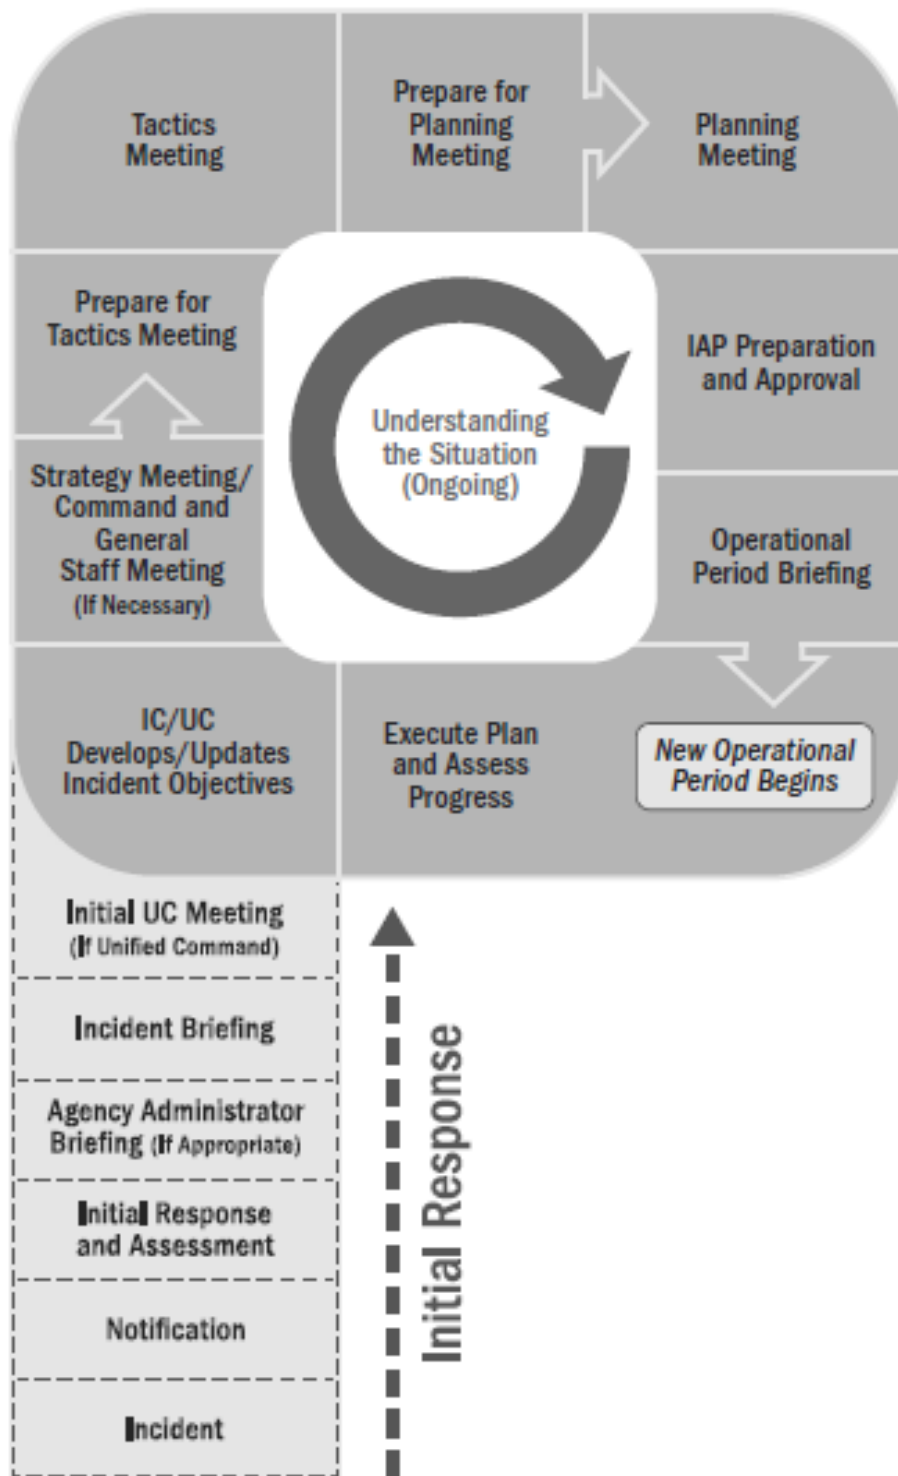 Tactics
Meeting
Prepare for
Planning
Meeting
Planning
Meeting
Prepare for
Tactics Meeting
Understanding
the Situation
(Ongoing)
IAP Preparation
and Approval
Strategy Meeting/
Command and
General
Staff Meeting
(If Necessary)
Operational
Period Briefing
IC/UC
Develops/Updates
Incident Objectives
Execute Plan
and Assess
Progress
New Operational
Period Begins
Initial UC Meeting
(If Unified Command)
Incident Briefing
Agency Administrator
Briefing (If Appropriate)
Initial Response
and Assessment
Notification
Incident
Initial Response